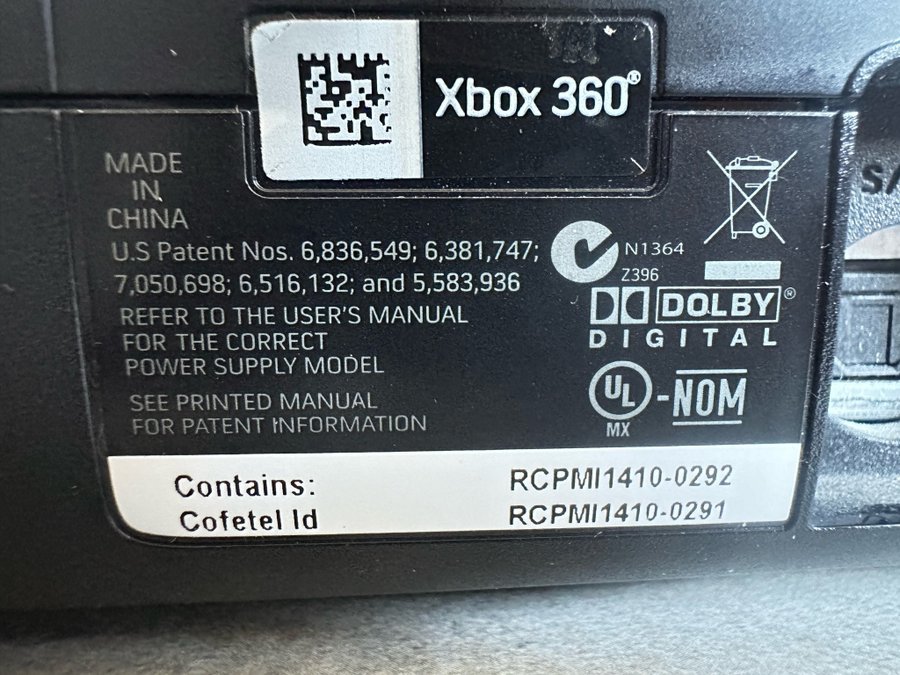 Xbox 360®
MADE
IN
CHINA
U.S Patent Nos. 6,836,549; 6,381,747;
7,050,698; 6,516,132; and 5,583,936
REFER TO THE USER'S MANUAL
FOR THE CORRECT
POWER SUPPLY MODEL
SEE PRINTED MANUAL
FOR PATENT INFORMATION
N1364
Z396
DOLBY®
DIGITAL
UL-NOM
MX
Contains: RCPMI1410-0292
Cofetel Id RCPMI1410-0291